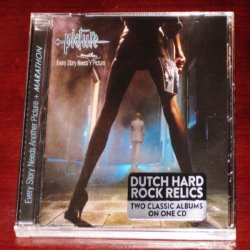 Every Story Needs Another Picture + MARATHON
picture
another
Every Story Needs Picture
DUTCH HARD
ROCK RELICS
TWO CLASSIC ALBUMS
ON ONE CD